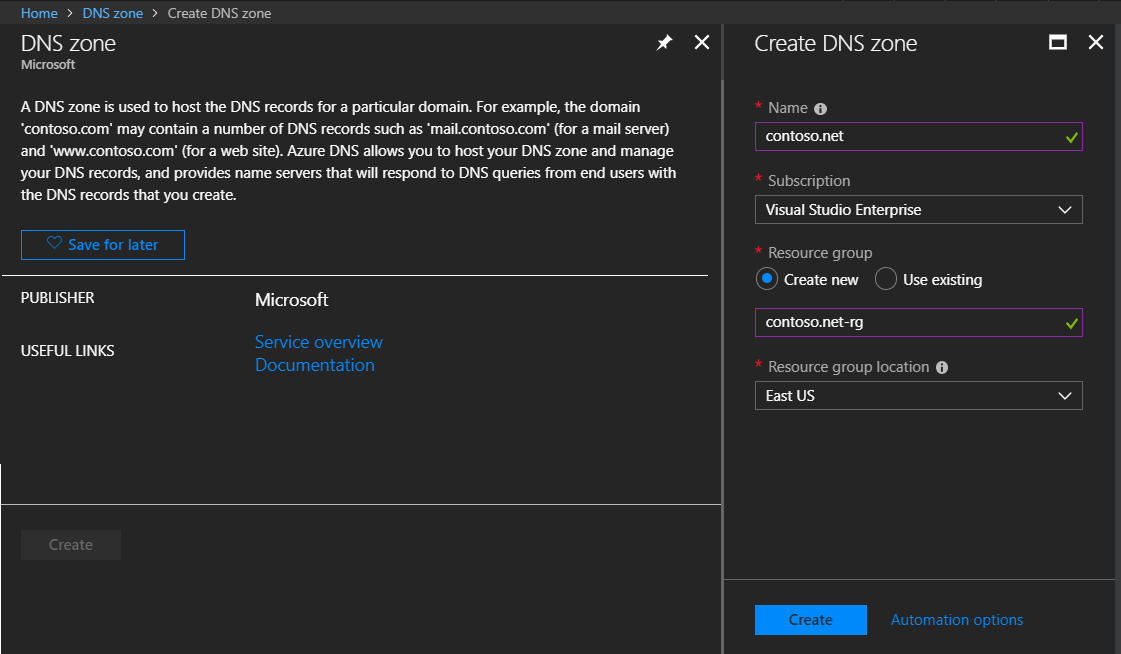 Home > DNS zone > Create DNS zone
DNS zone
Microsoft
A DNS zone is used to host the DNS records for a particular domain. For example, the domain
'contoso.com' may contain a number of DNS records such as 'mail.contoso.com' (for a mail server)
and 'www.contoso.com' (for a web site). Azure DNS allows you to host your DNS zone and manage
your DNS records, and provides name servers that will respond to DNS queries from end users with
the DNS records that you create.
Save for later
PUBLISHER
Microsoft
USEFUL LINKS
Service overview
Documentation
Create
Create DNS zone
* Name
contoso.net
* Subscription
Visual Studio Enterprise
* Resource group
Create new Use existing
contoso.net-rg
* Resource group location
East US
Create Automation options